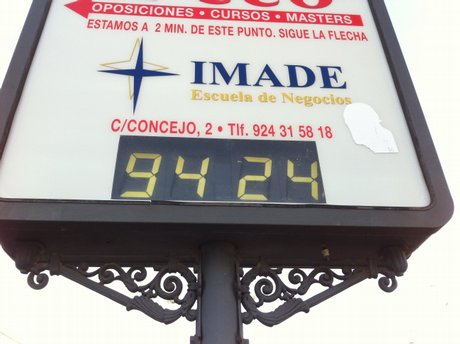 OPOSICIONES • CURSOS • MASTERS
ESTAMOS A 2 MIN. DE ESTE PUNTO. SIGUE LA FLECHA
IMADE
Escuela de Negocios
C/CONCEJO, 2 • Tlf. 924 31 58 18
94 24